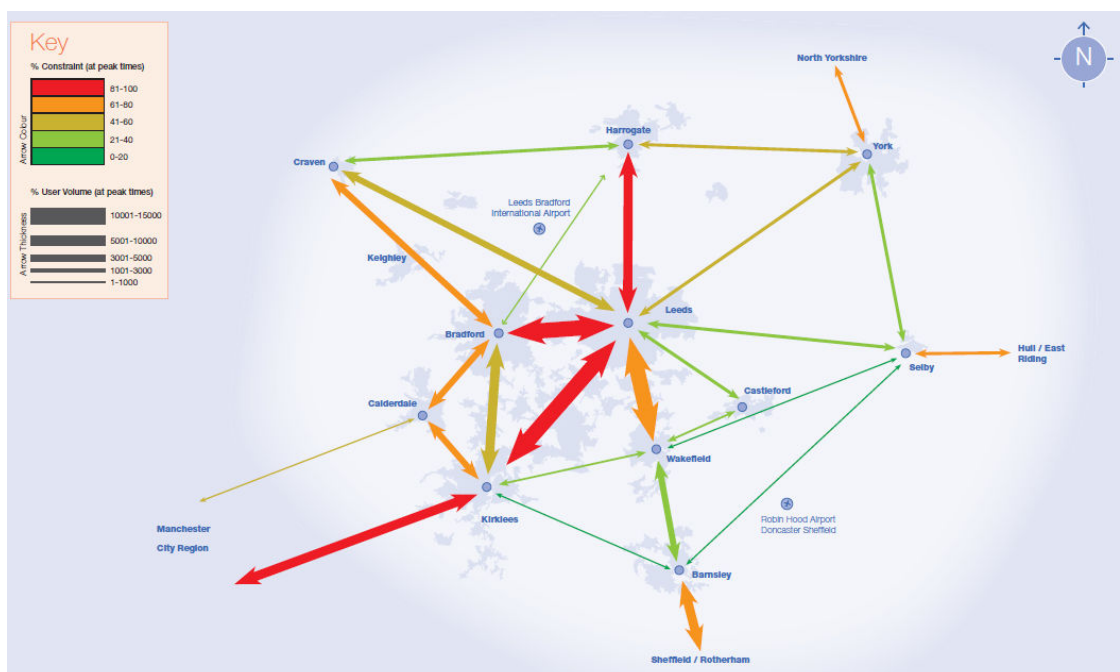 Key
% Constraint (at peak times)
Arrow Colour
81-100
61-80
41-60
21-40
0-20
% User Volume (at peak times)
Arrow Thickness
10001-15000
5001-10000
3001-5000
1001-3000
1-1000
N
North Yorkshire
Harrogate
York
Craven
Leeds Bradford
International Airport
Keighley
Leeds
Bradford
Selby
Hull / East
Riding
Castleford
Calderdale
Wakefield
Kirklees
Manchester
City Region
Robin Hood Airport
Doncaster Sheffield
Barnsley
Sheffield / Rotherham